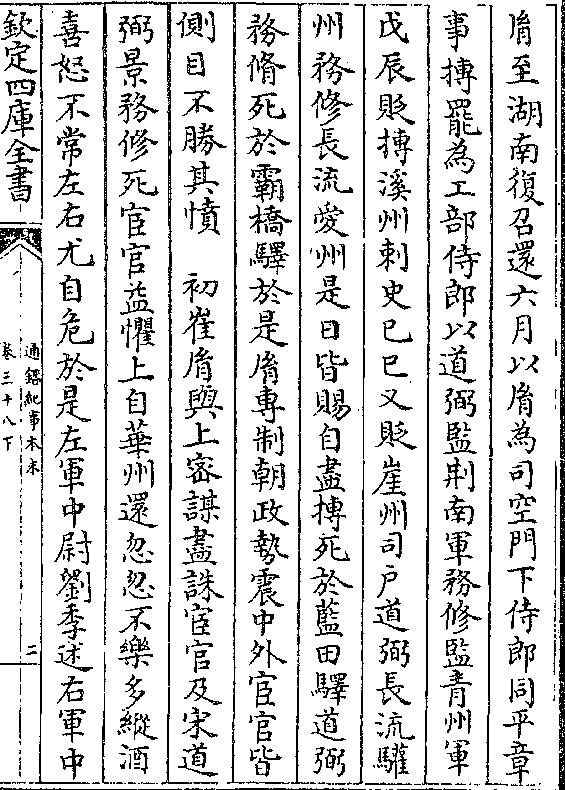 胤至湖南復召還六月以胤為司空門下侍郎同平章
事摶罷為工部侍郎以道弼監荆南軍務修監青州軍
戊辰貶摶溪州刺史己巳又貶崖州司户道弼長流驩
州務修長流愛州是日皆賜自盡摶死於藍田驛道弼
務脩死於霸橋驛於是胤專制朝政勢震中外宦官皆
側目不勝其憤　初崔胤與上密謀盡誅宦官及宋道
弼景務修死宦官益懼上自華州還忽忽不樂多縱酒
喜怒不常左右尤自危於是左軍中尉劉季述右軍中
欽定四庫全書
通鑑紀事本末
卷三十八下
二